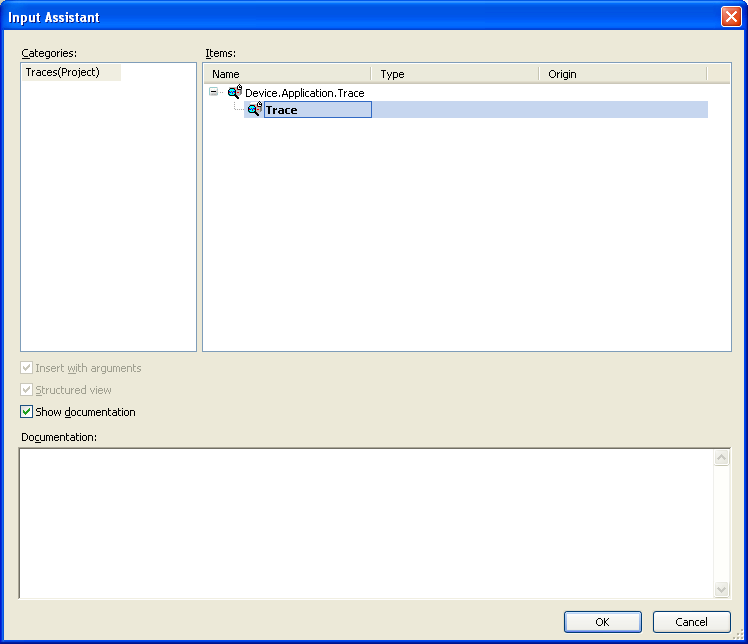 Input Assistant
Categories:
Items:
Traces(Project)
Name Type Origin
Device.Application.Trace
Trace
Insert with arguments
Structured view
Show documentation
Documentation:
OK Cancel